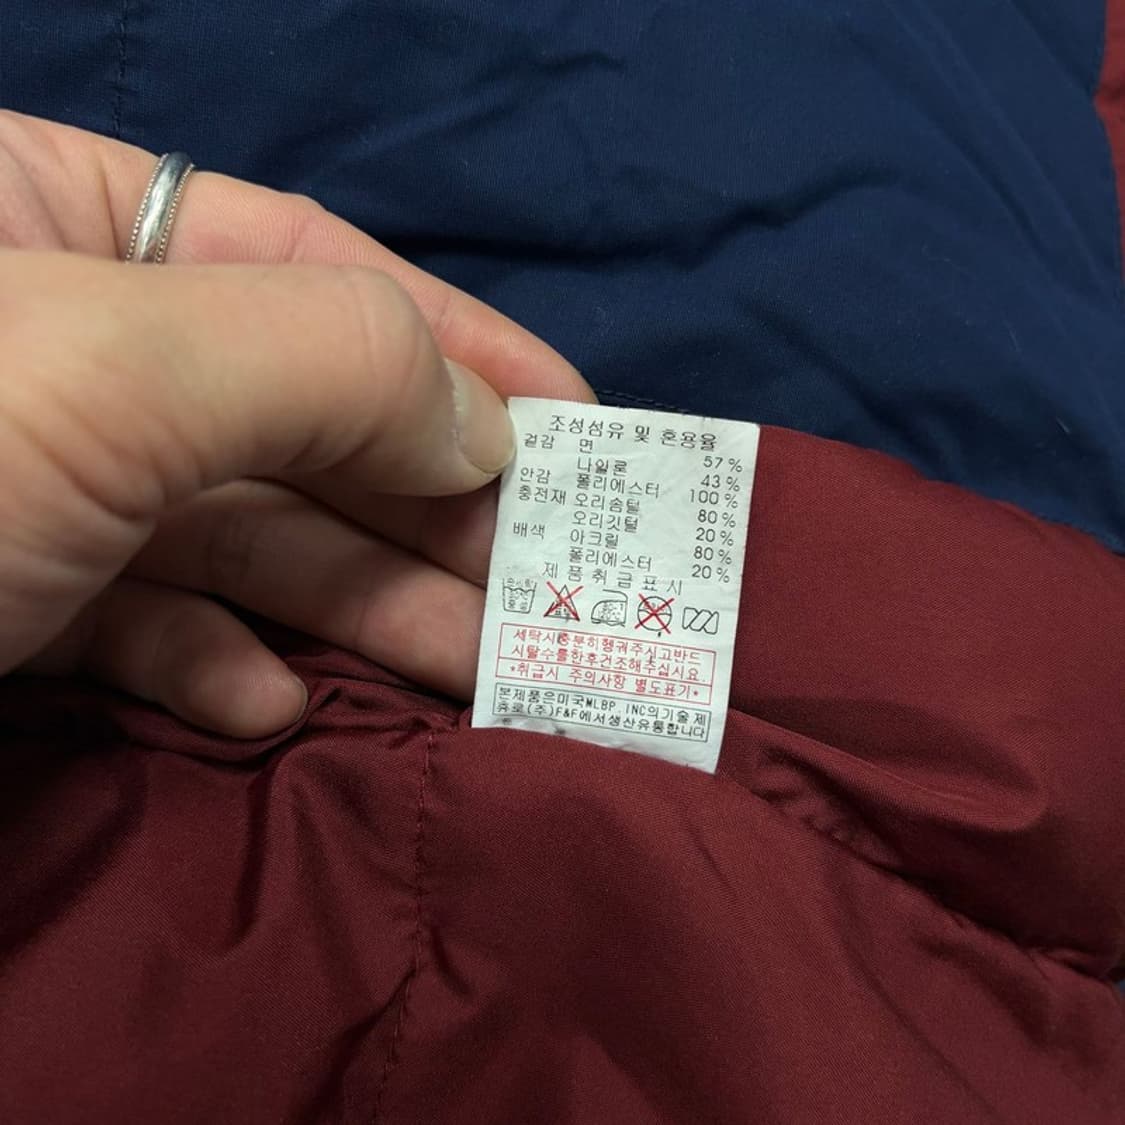 조성섬유 및 혼용율
겉감 면 57 %
나일론 43 %
안감 폴리에스터 100 %
충전재 오리솜털 80 %
오리깃털 20 %
배색 아크릴 80 %
폴리에스터 20 %
제 품 취 급 표 시
세탁시충분히헹궈주시고반드
시탈수를한후건조해주십시요.
*취급시 주의사항 별도표기*
본제품은미국MLBP. INC의기술 제
휴로(주)F&F에서생산유통합니다